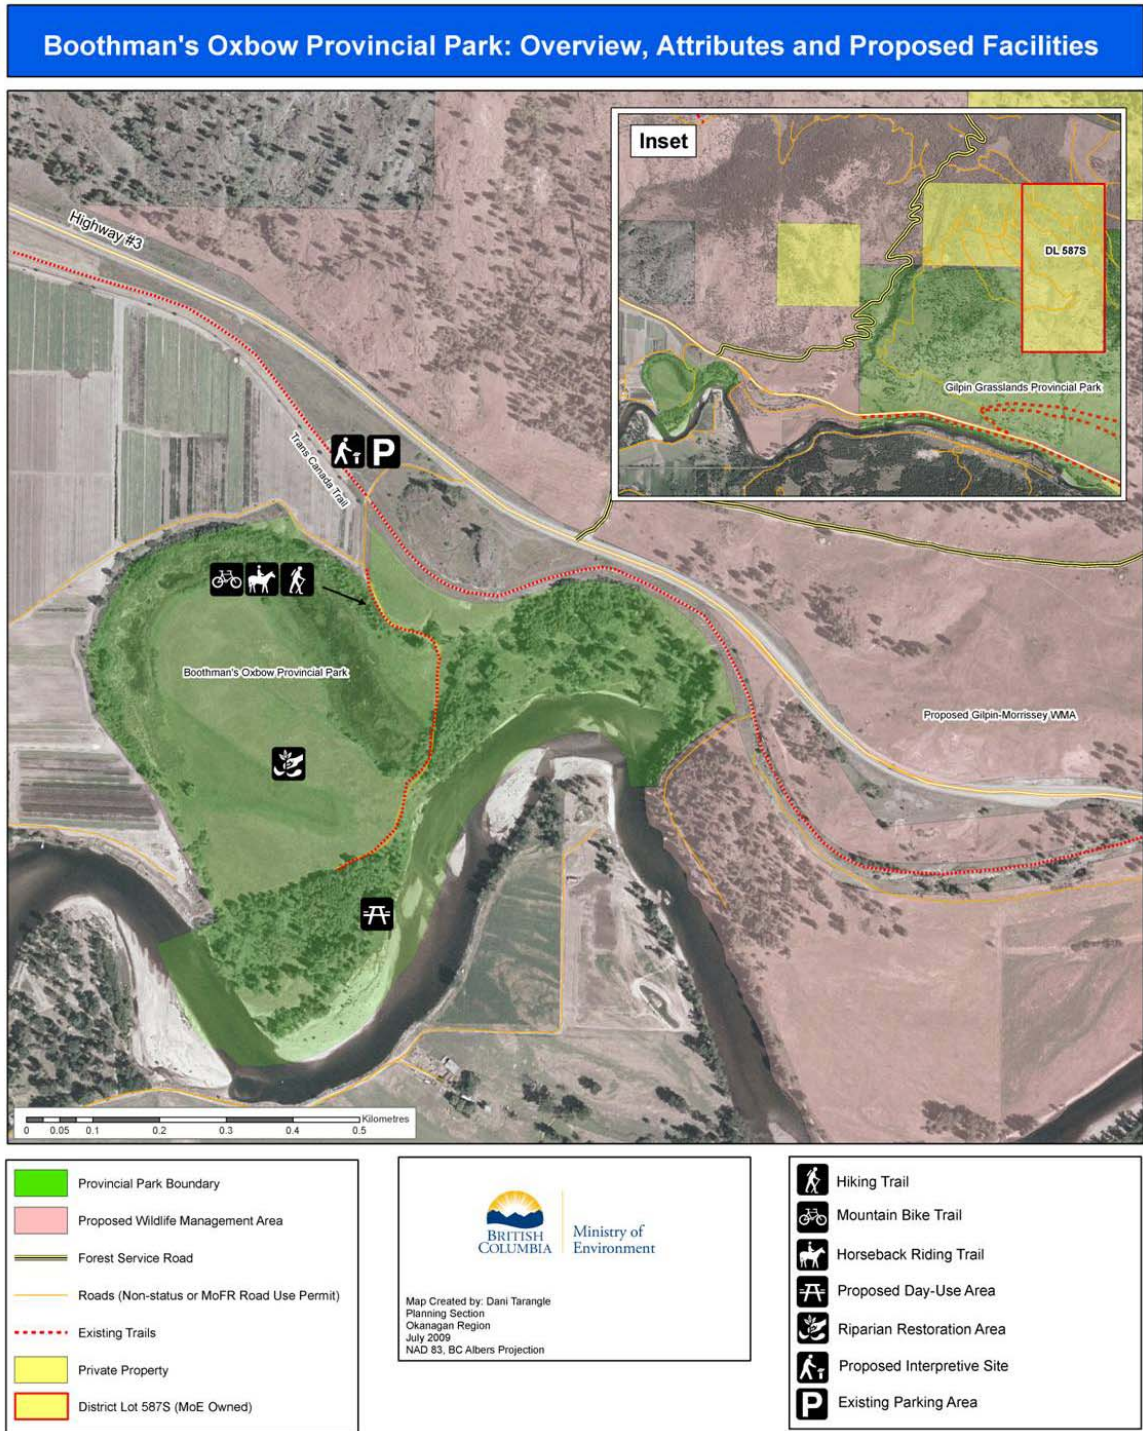 Boothman's Oxbow Provincial Park: Overview, Attributes and Proposed Facilities
Inset
DL 587S
Gilpin Grasslands Provincial Park
Highway #3
Trans Canada Trail
Boothman's Oxbow Provincial Park
Proposed Gilpin-Morrissey WMA
Kilometres
0 0.05 0.1 0.2 0.3 0.4 0.5
Provincial Park Boundary
Proposed Wildlife Management Area
Forest Service Road
Roads (Non-status or MoFR Road Use Permit)
Existing Trails
Private Property
District Lot 587S (MoE Owned)
BRITISH
COLUMBIA
Ministry of
Environment
Map Created by: Dani Tarangle
Planning Section
Okanagan Region
July 2009
NAD 83, BC Albers Projection
Hiking Trail
Mountain Bike Trail
Horseback Riding Trail
Proposed Day-Use Area
Riparian Restoration Area
Proposed Interpretive Site
P Existing Parking Area